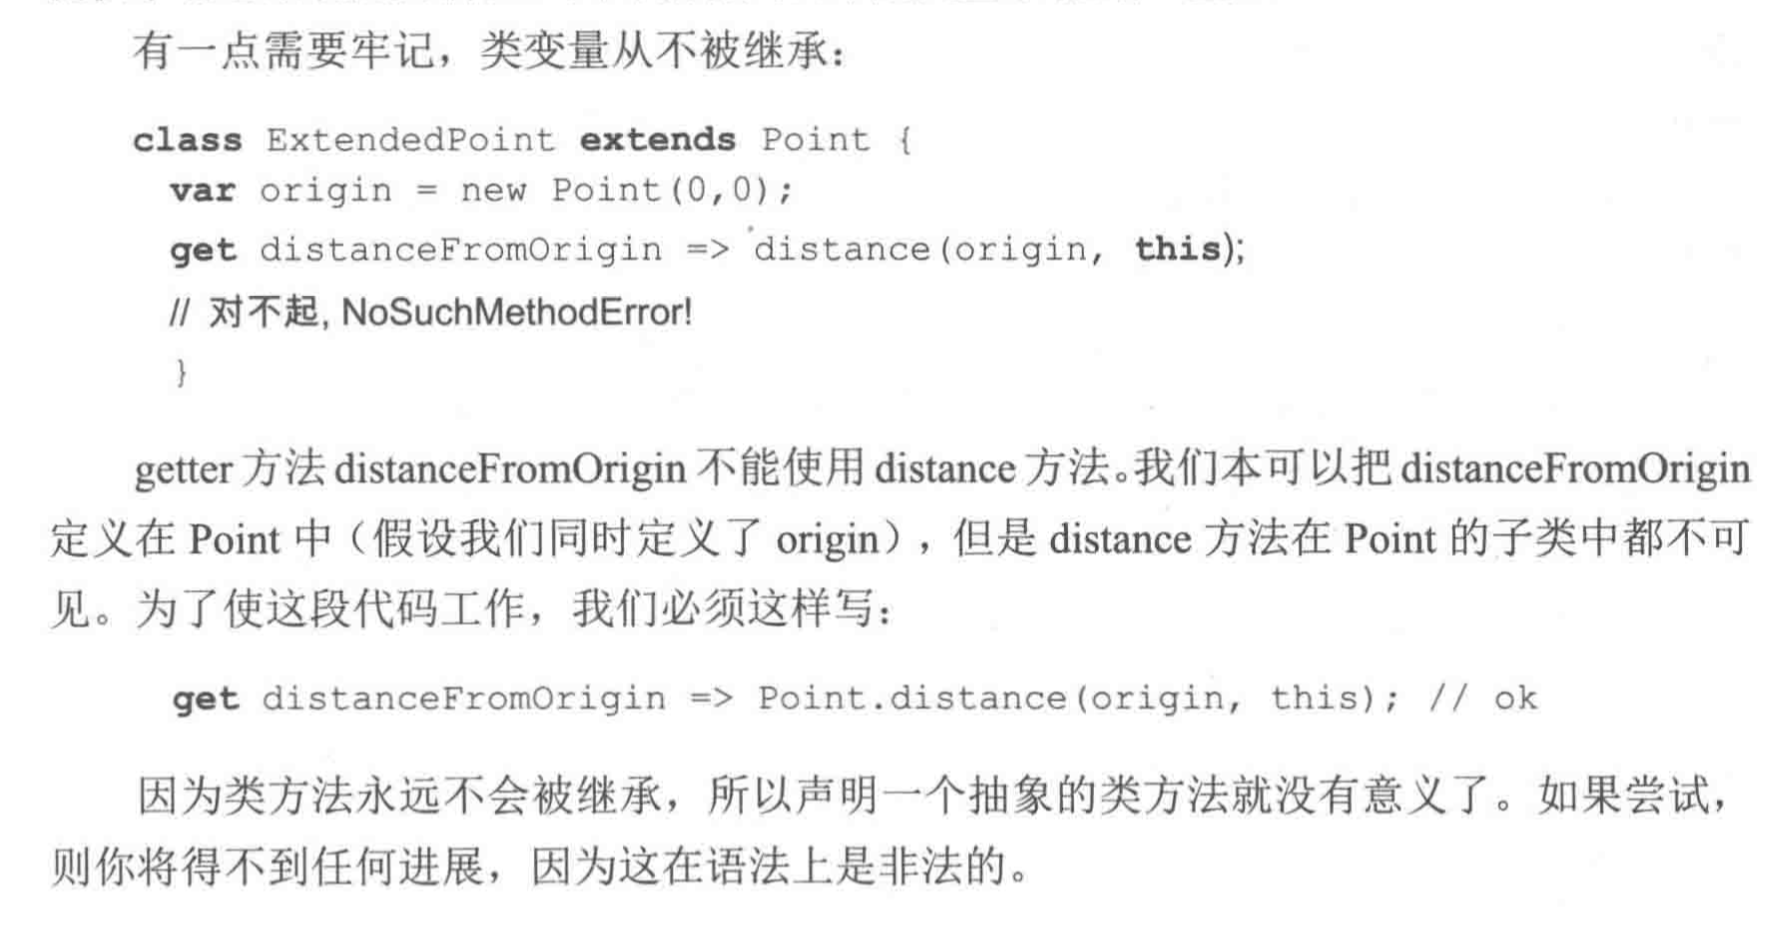 有一点需要牢记，类变量从不被继承：
class ExtendedPoint extends Point {
var origin = new Point(0,0);
get distanceFromOrigin => distance(origin, this);
// 对不起, NoSuchMethodError!
}
getter 方法 distanceFromOrigin 不能使用 distance 方法。我们本可以把 distanceFromOrigin
定义在 Point 中（假设我们同时定义了 origin），但是 distance 方法在 Point 的子类中都不可
见。为了使这段代码工作，我们必须这样写：
get distanceFromOrigin => Point.distance(origin, this); // ok
因为类方法永远不会被继承，所以声明一个抽象的类方法就没有意义了。如果尝试，
则你将得不到任何进展，因为这在语法上是非法的。